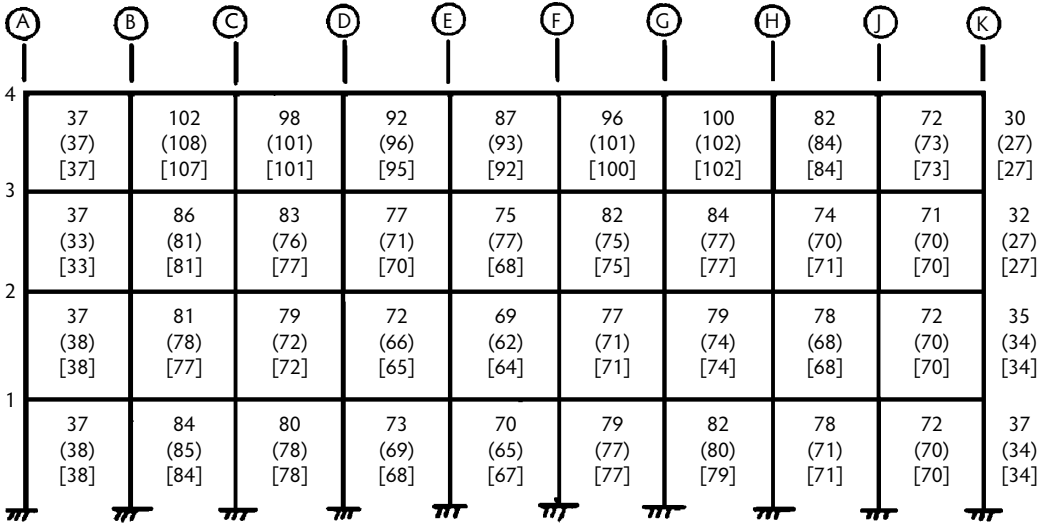 A B C D E F G H J K
4
37 102 98 92 87 96 100 82 72 30
(37) (108) (101) (96) (93) (101) (102) (84) (73) (27)
[37] [107] [101] [95] [92] [100] [102] [84] [73] [27]
3
37 86 83 77 75 82 84 74 71 32
(33) (81) (76) (71) (77) (75) (77) (70) (70) (27)
[33] [81] [77] [70] [68] [75] [77] [71] [70] [27]
2
37 81 79 72 69 77 79 78 72 35
(38) (78) (72) (66) (62) (71) (74) (68) (70) (34)
[38] [77] [72] [65] [64] [71] [74] [68] [70] [34]
1
37 84 80 73 70 79 82 78 72 37
(38) (85) (78) (69) (65) (77) (80) (71) (70) (34)
[38] [84] [78] [68] [67] [77] [79] [71] [70] [34]